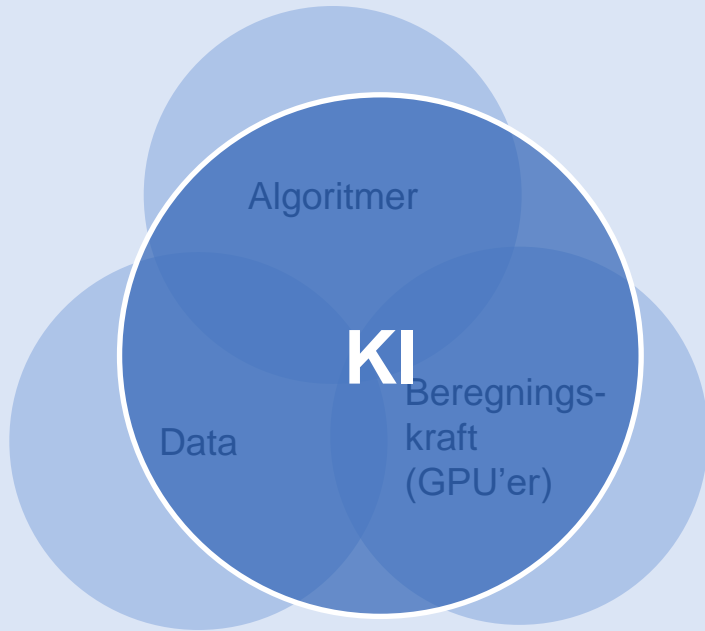 Algoritmer
KI
Data
Beregnings-
kraft
(GPU’er)